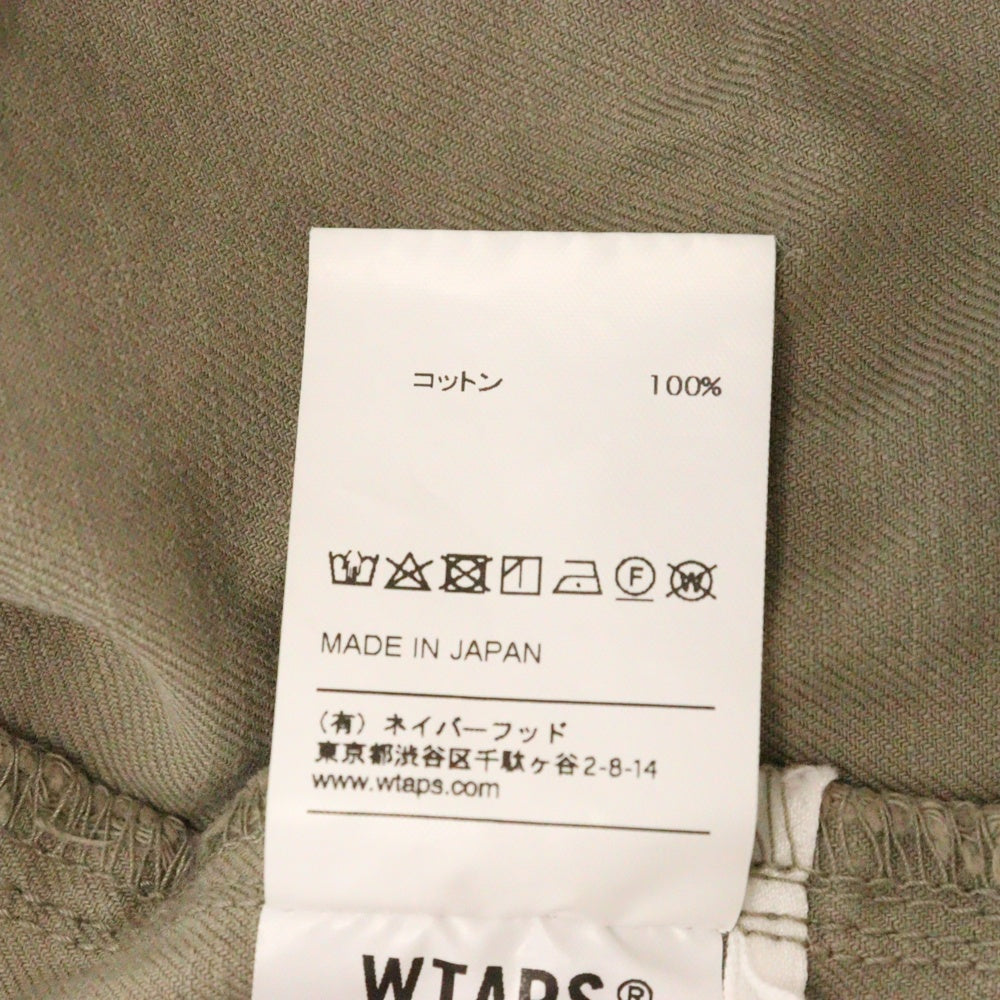 コットン 100%
F W
MADE IN JAPAN
(有) ネイバーフッド
東京都渋谷区千駄ヶ谷2-8-14
www.wtaps.com
WTAPS®